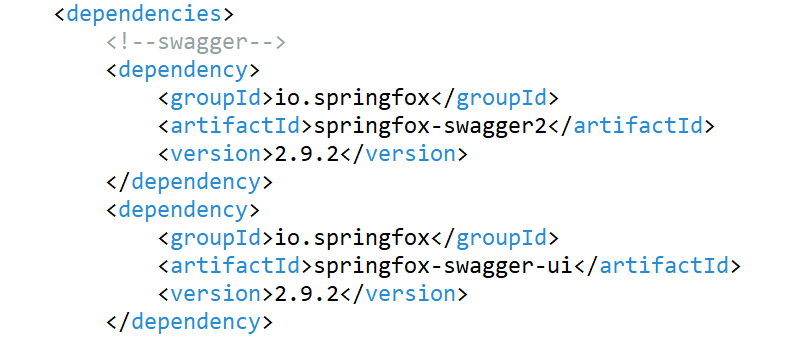 <dependencies>
<!--swagger-->
<dependency>
<groupId>io.springfox</groupId>
<artifactId>springfox-swagger2</artifactId>
<version>2.9.2</version>
</dependency>
<dependency>
<groupId>io.springfox</groupId>
<artifactId>springfox-swagger-ui</artifactId>
<version>2.9.2</version>
</dependency>